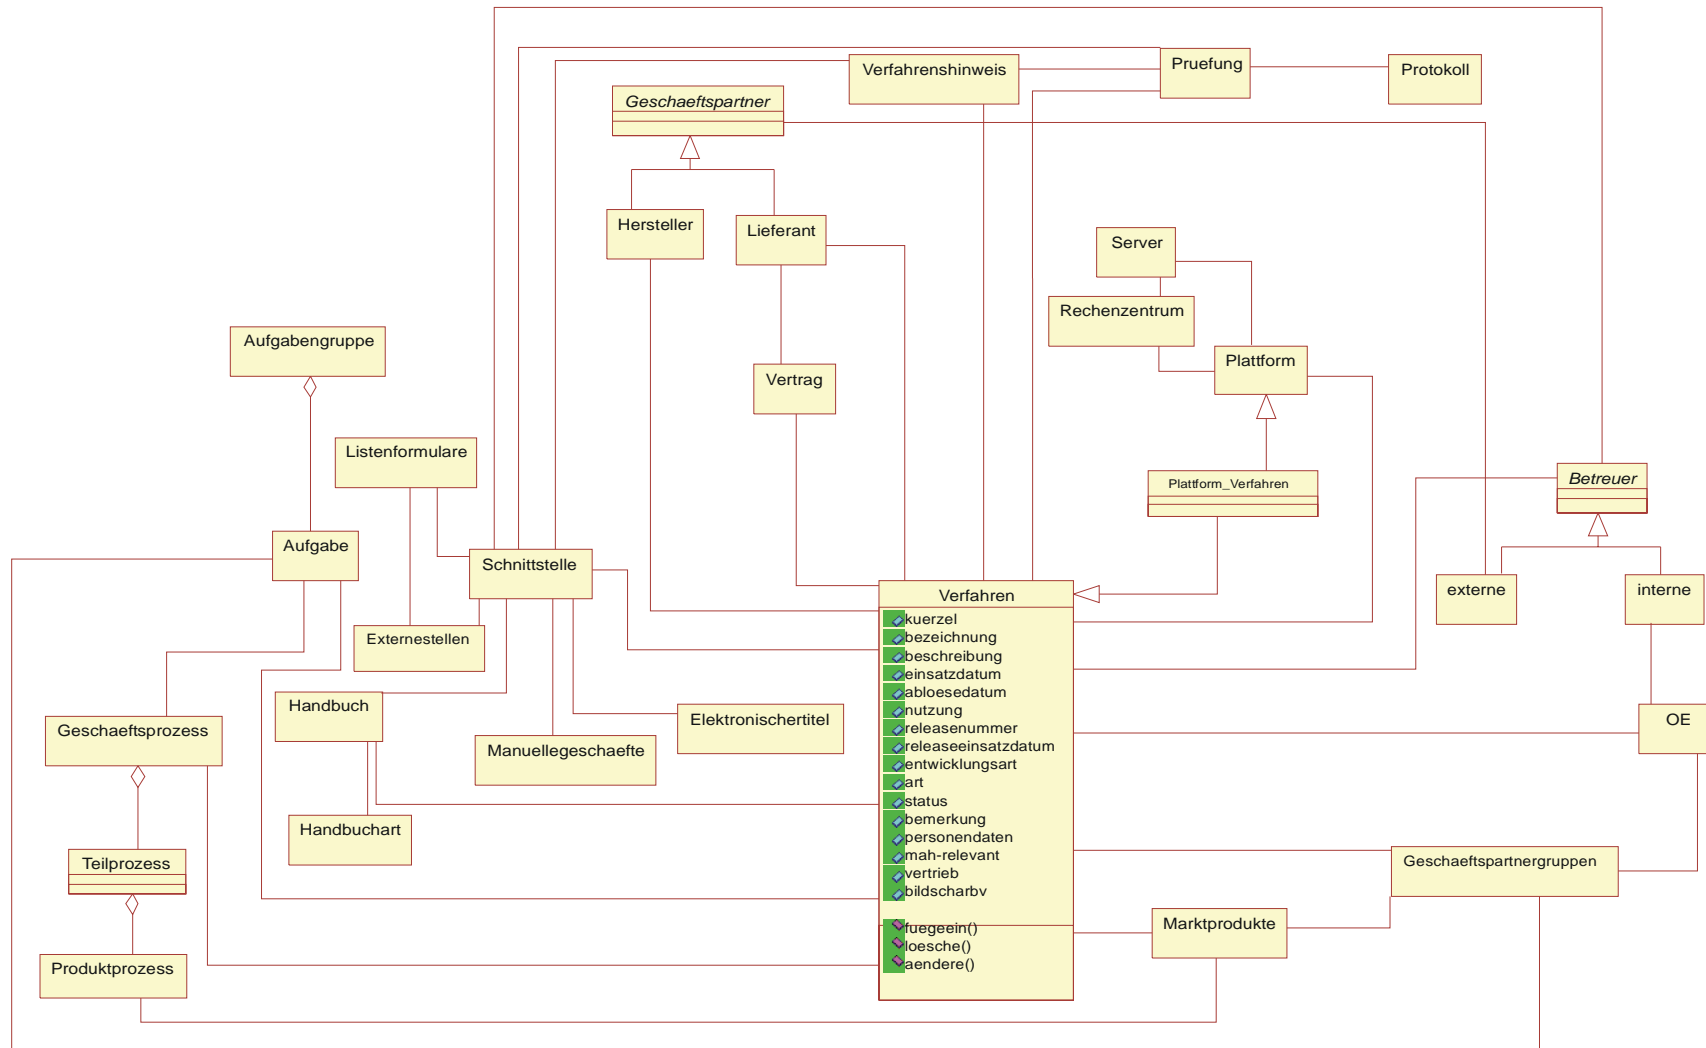 Verfahrenshinweis
Pruefung
Protokoll
Geschaeftspartner
Hersteller
Lieferant
Server
Rechenzentrum
Aufgabengruppe
Plattform
Vertrag
Listenformulare
Plattform_Verfahren
Betreuer
Aufgabe
Schnittstelle
Verfahren
kuerzel
bezeichnung
beschreibung
einsatzdatum
abloesedatum
nutzung
releasenummer
releaseeinsatzdatum
entwicklungsart
art
status
bemerkung
personendaten
mah-relevant
vertrieb
bildscharbv
fuegeein()
loesche()
aendere()
externe
interne
Externestellen
Handbuch
Elektronischertitel
OE
Geschaeftsprozess
Manuellegeschaefte
Handbuchart
Teilprozess
Geschaeftspartnergruppen
Marktprodukte
Produktprozess